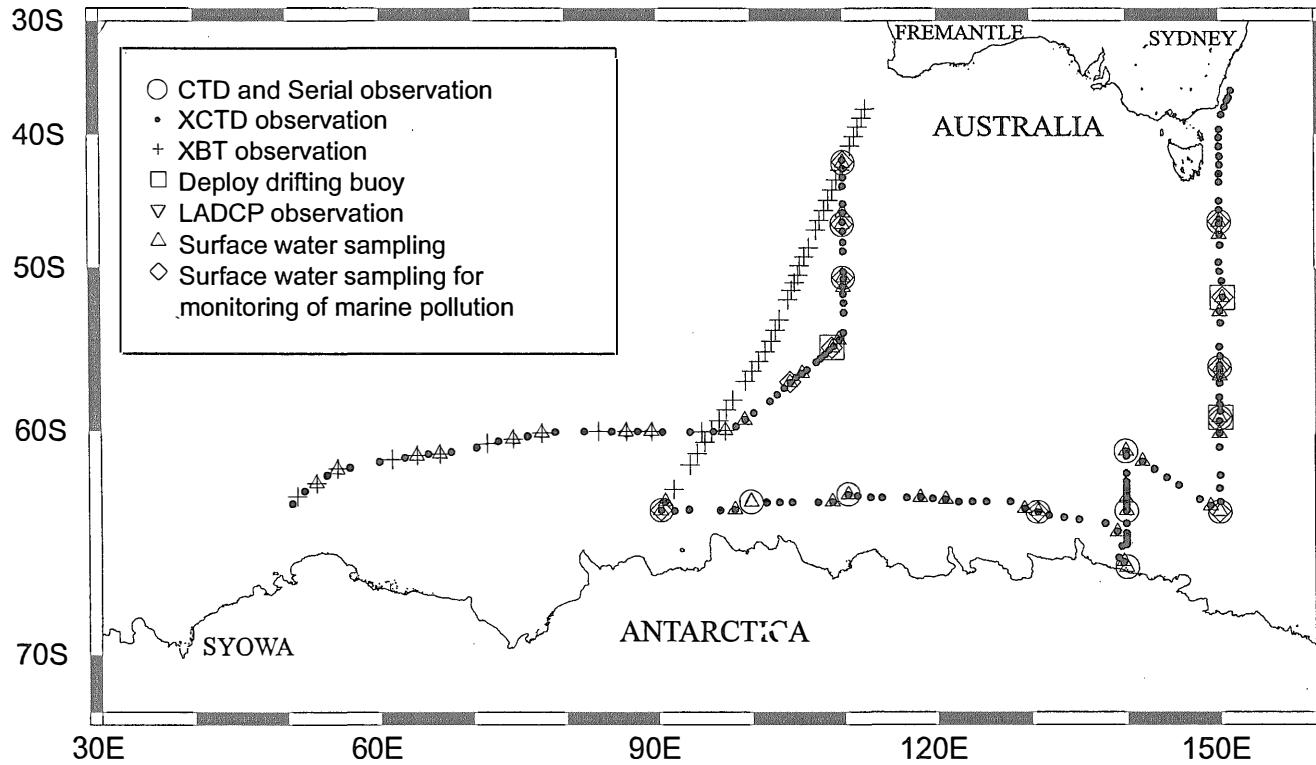 30S
FREMANTLE
SYDNEY
CTD and Serial observation
XCTD observation
XBT observation
Deploy drifting buoy
LADCP observation
Surface water sampling
Surface water sampling for
monitoring of marine pollution
AUSTRALIA
40S
50S
60S
70S
SYOWA
ANTARCTICA
30E
60E
90E
120E
150E